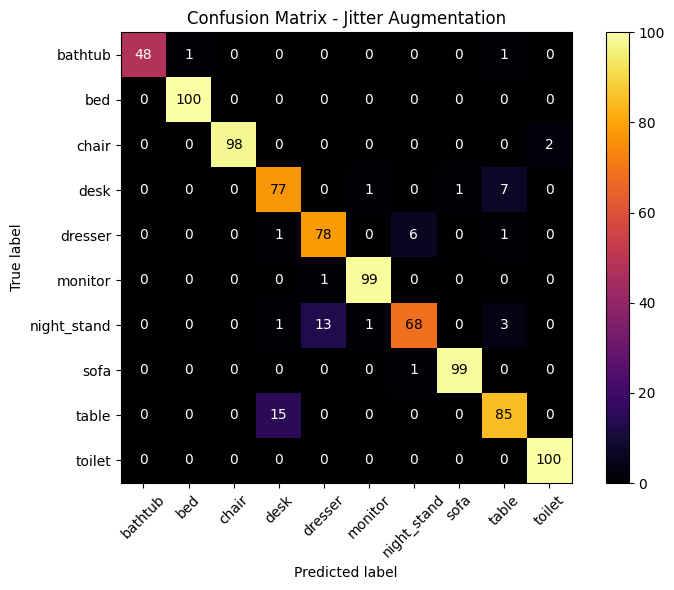 Confusion Matrix - Jitter Augmentation
True label
bathtub 48 1 0 0 0 0 0 0 1 0
bed 0 100 0 0 0 0 0 0 0 0
chair 0 0 98 0 0 0 0 0 0 2
desk 0 0 0 77 0 1 0 1 7 0
dresser 0 0 0 1 78 0 6 0 1 0
monitor 0 0 0 0 1 99 0 0 0 0
night_stand 0 0 0 1 13 1 68 0 3 0
sofa 0 0 0 0 0 0 1 99 0 0
table 0 0 0 15 0 0 0 0 85 0
toilet 0 0 0 0 0 0 0 0 0 100
bathtub bed chair desk dresser monitor night_stand sofa table toilet
Predicted label
100
80
60
40
20
0